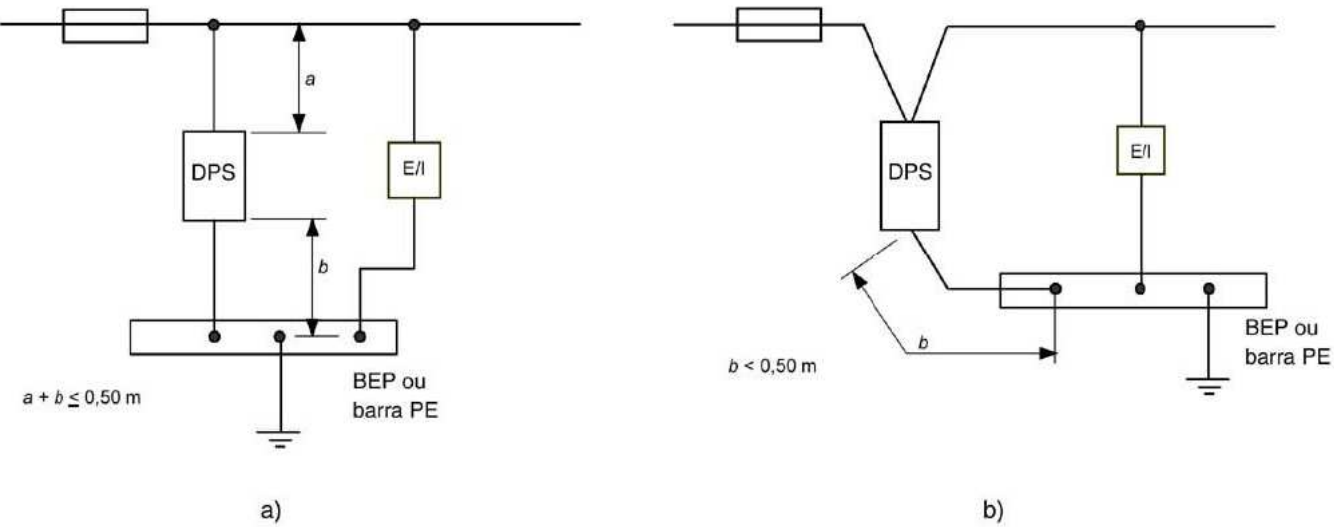 a
DPS
E/I
b
BEP ou
barra PE
a + b ≤ 0,50 m
a)
DPS
E/I
b
b < 0,50 m
BEP ou
barra PE
b)